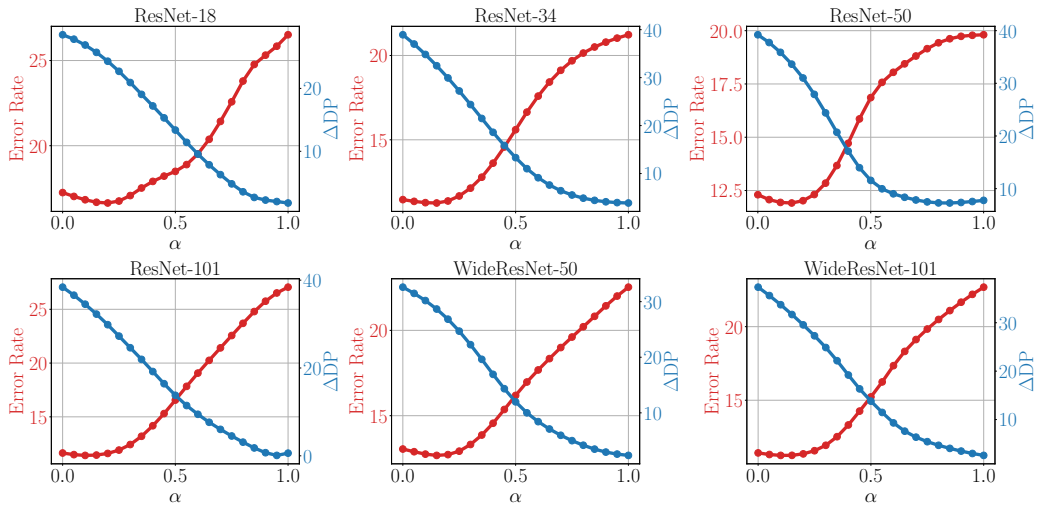 ResNet-18
Error Rate
25
20
20
10
ΔDP
0.0 0.5 1.0
α
ResNet-34
Error Rate
20
15
40
30
20
10
ΔDP
0.0 0.5 1.0
α
ResNet-50
Error Rate
20.0
17.5
15.0
12.5
40
30
20
10
ΔDP
0.0 0.5 1.0
α
ResNet-101
Error Rate
25
20
15
40
20
0
ΔDP
0.0 0.5 1.0
α
WideResNet-50
Error Rate
20
15
30
20
10
ΔDP
0.0 0.5 1.0
α
WideResNet-101
Error Rate
20
15
30
20
10
ΔDP
0.0 0.5 1.0
α